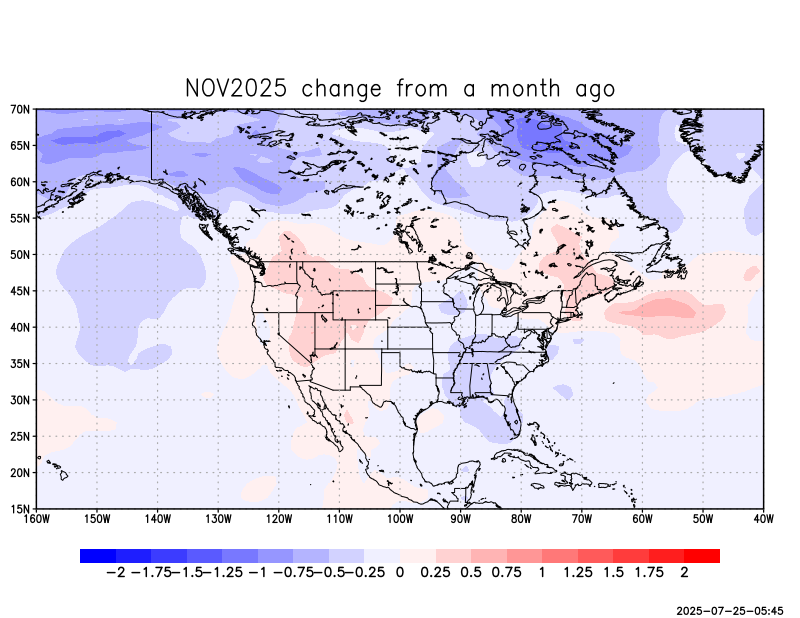 NOV2025 change from a month ago
70N
65N
60N
55N
50N
45N
40N
35N
30N
25N
20N
15N
160W 150W 140W 130W 120W 110W 100W 90W 80W 70W 60W 50W 40W
−2 −1.75 −1.5 −1.25 −1 −0.75 −0.5 −0.25 0 0.25 0.5 0.75 1 1.25 1.5 1.75 2
2025-07-25-05:45